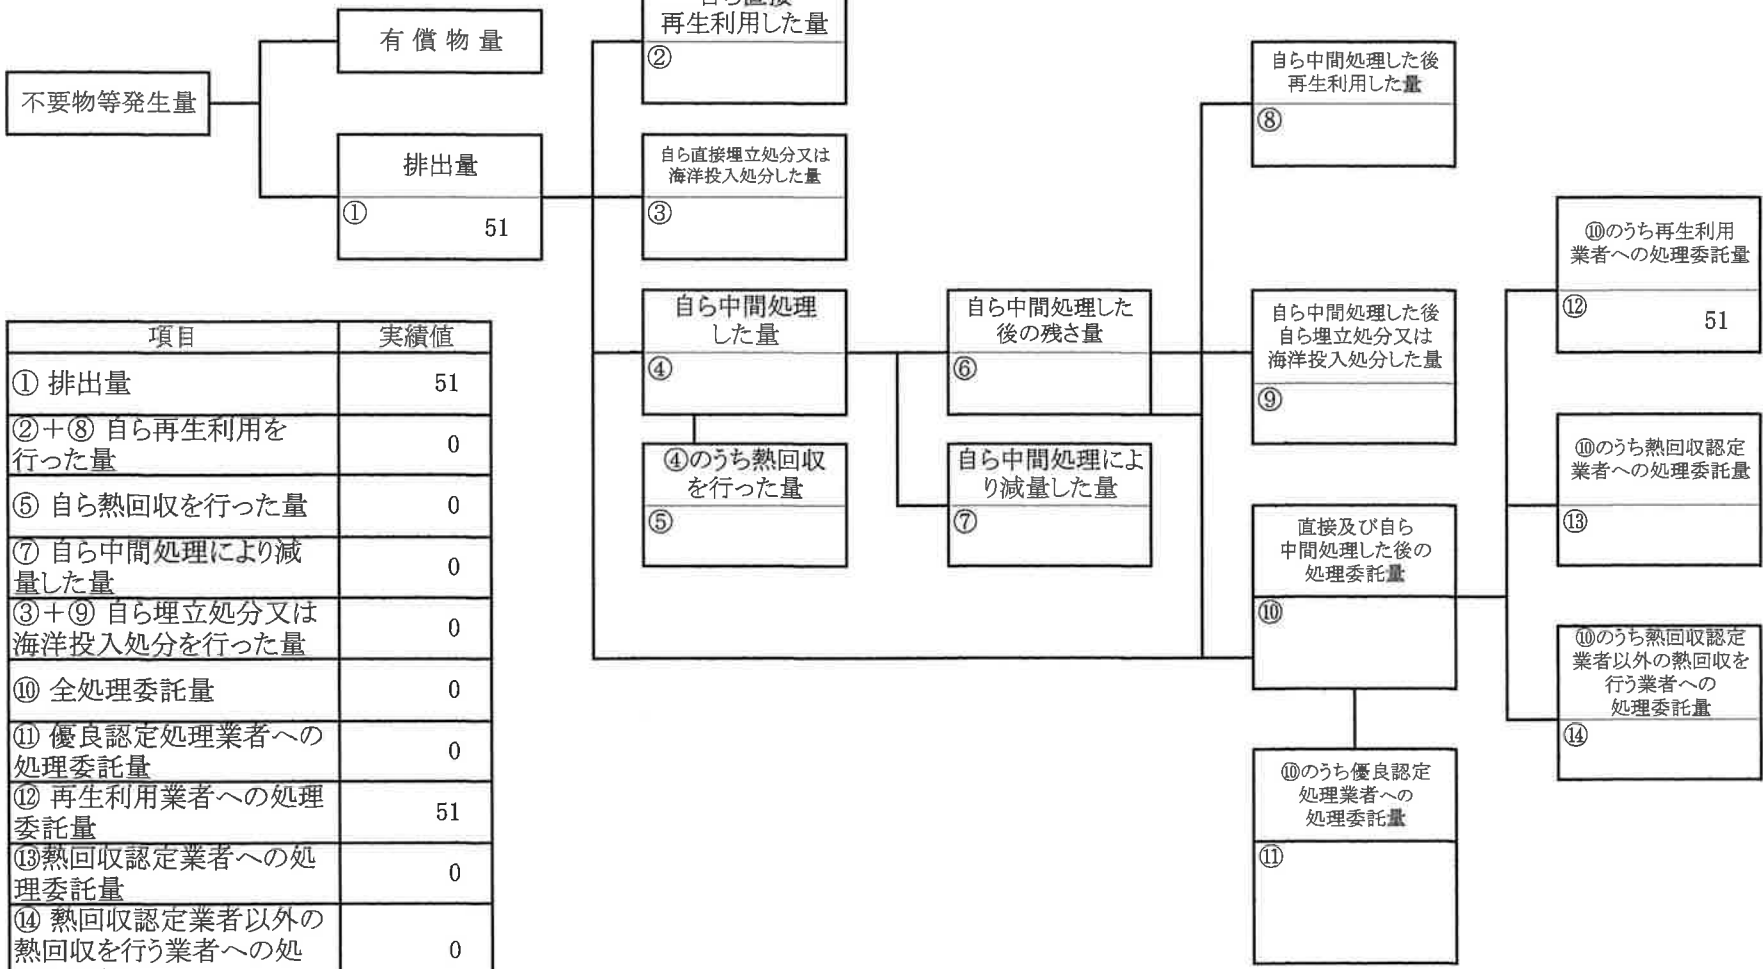 自ら直接
再生利用した量
②
有償物量
不要物等発生量
排出量
①
51
自ら直接埋立処分又は
海洋投入処分した量
③
自ら中間処理
した量
④
④のうち熱回収
を行った量
⑤
自ら中間処理した
後の残さ量
⑥
自ら中間処理によ
り減量した量
⑦
自ら中間処理した後
再生利用した量
⑧
自ら中間処理した後
自ら埋立処分又は
海洋投入処分した量
⑨
直接及び自ら
中間処理した後の
処理委託量
⑩
⑩のうち優良認定
処理業者への
処理委託量
⑪
⑩のうち再生利用
業者への処理委託量
⑫
51
⑩のうち熱回収認定
業者への処理委託量
⑬
⑩のうち熱回収認定
業者以外の熱回収を
行う業者への
処理委託量
⑭
項目 実績値
① 排出量 51
②+⑧ 自ら再生利用を
行った量 0
⑤ 自ら熱回収を行った量 0
⑦ 自ら中間処理により減
量した量 0
③+⑨ 自ら埋立処分又は
海洋投入処分を行った量 0
⑩ 全処理委託量 0
⑪ 優良認定処理業者への
処理委託量 0
⑫ 再生利用業者への処理
委託量 51
⑬熱回収認定業者への処
理委託量 0
⑭ 熱回収認定業者以外の
熱回収を行う業者への処 0